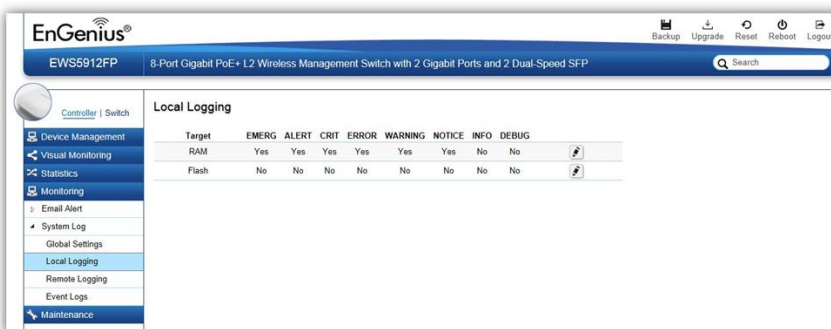 EnGenius®
Backup Upgrade Reset Reboot Logout
EWS5912FP
8-Port Gigabit PoE+ L2 Wireless Management Switch with 2 Gigabit Ports and 2 Dual-Speed SFP
Search
Controller | Switch
Device Management
Visual Monitoring
Statistics
Monitoring
Email Alert
System Log
Global Settings
Local Logging
Remote Logging
Event Logs
Maintenance
Local Logging
Target EMERG ALERT CRIT ERROR WARNING NOTICE INFO DEBUG
RAM Yes Yes Yes Yes Yes Yes No No
Flash No No No No No No No No